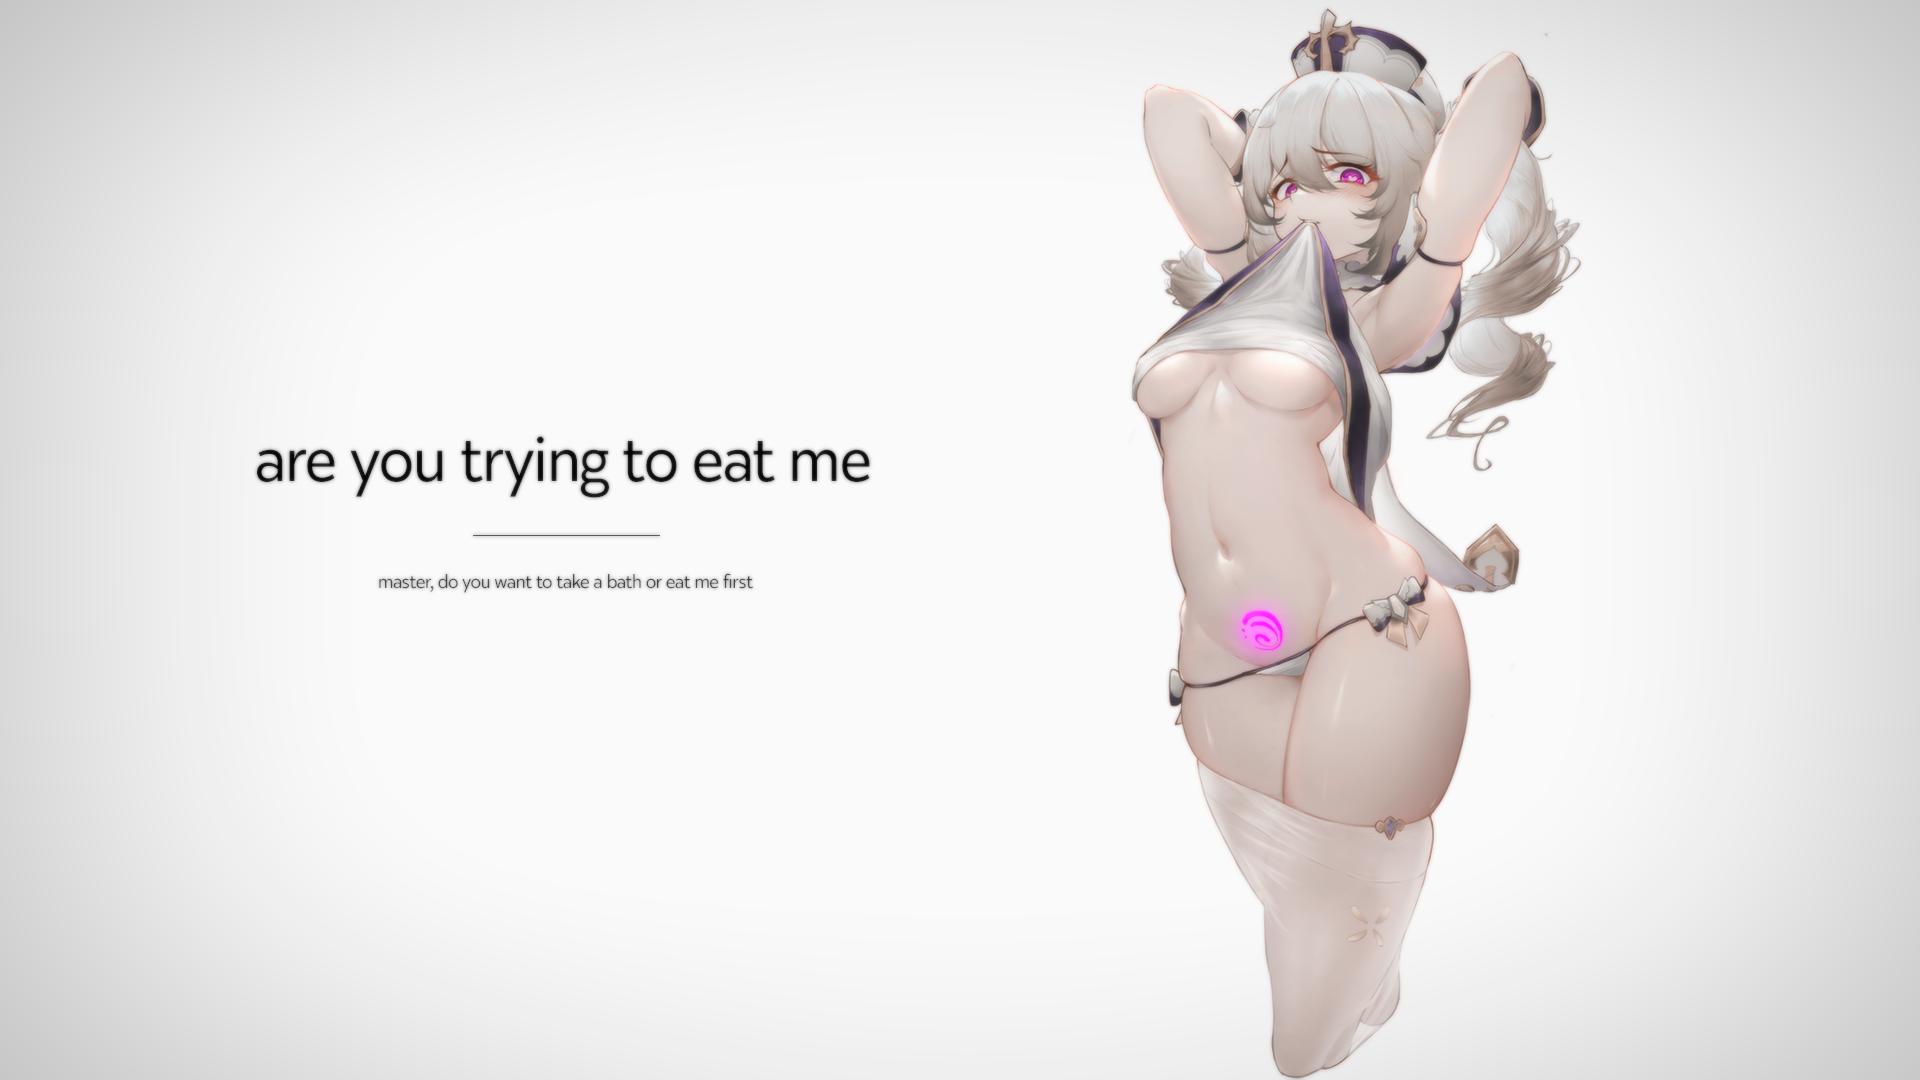 are you trying to eat me
master, do you want to take a bath or eat me first